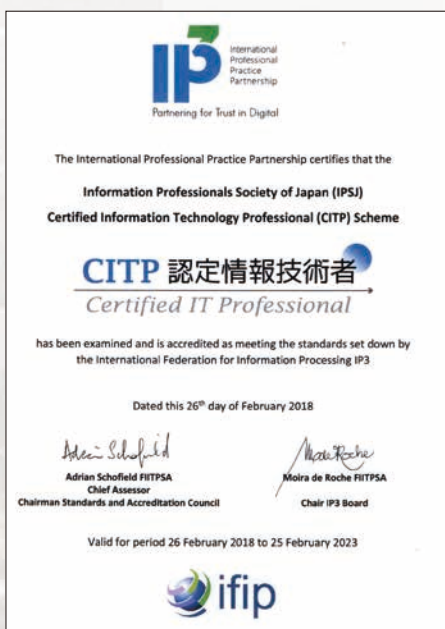 IP3
International
Professional
Practice
Partnership
Partnering for Trust in Digital
The International Professional Practice Partnership certifies that the
Information Professionals Society of Japan (IPSJ)
Certified Information Technology Professional (CITP) Scheme
CITP 認定情報技術者
Certified IT Professional
has been examined and is accredited as meeting the standards set down by
the International Federation for Information Processing IP3
Dated this 26th day of February 2018
Adrian Schofield
Moira de Roche
Adrian Schofield FIITPSA
Chief Assessor
Chairman Standards and Accreditation Council
Moira de Roche FIITPSA
Chair IP3 Board
Valid for period 26 February 2018 to 25 February 2023
ifip